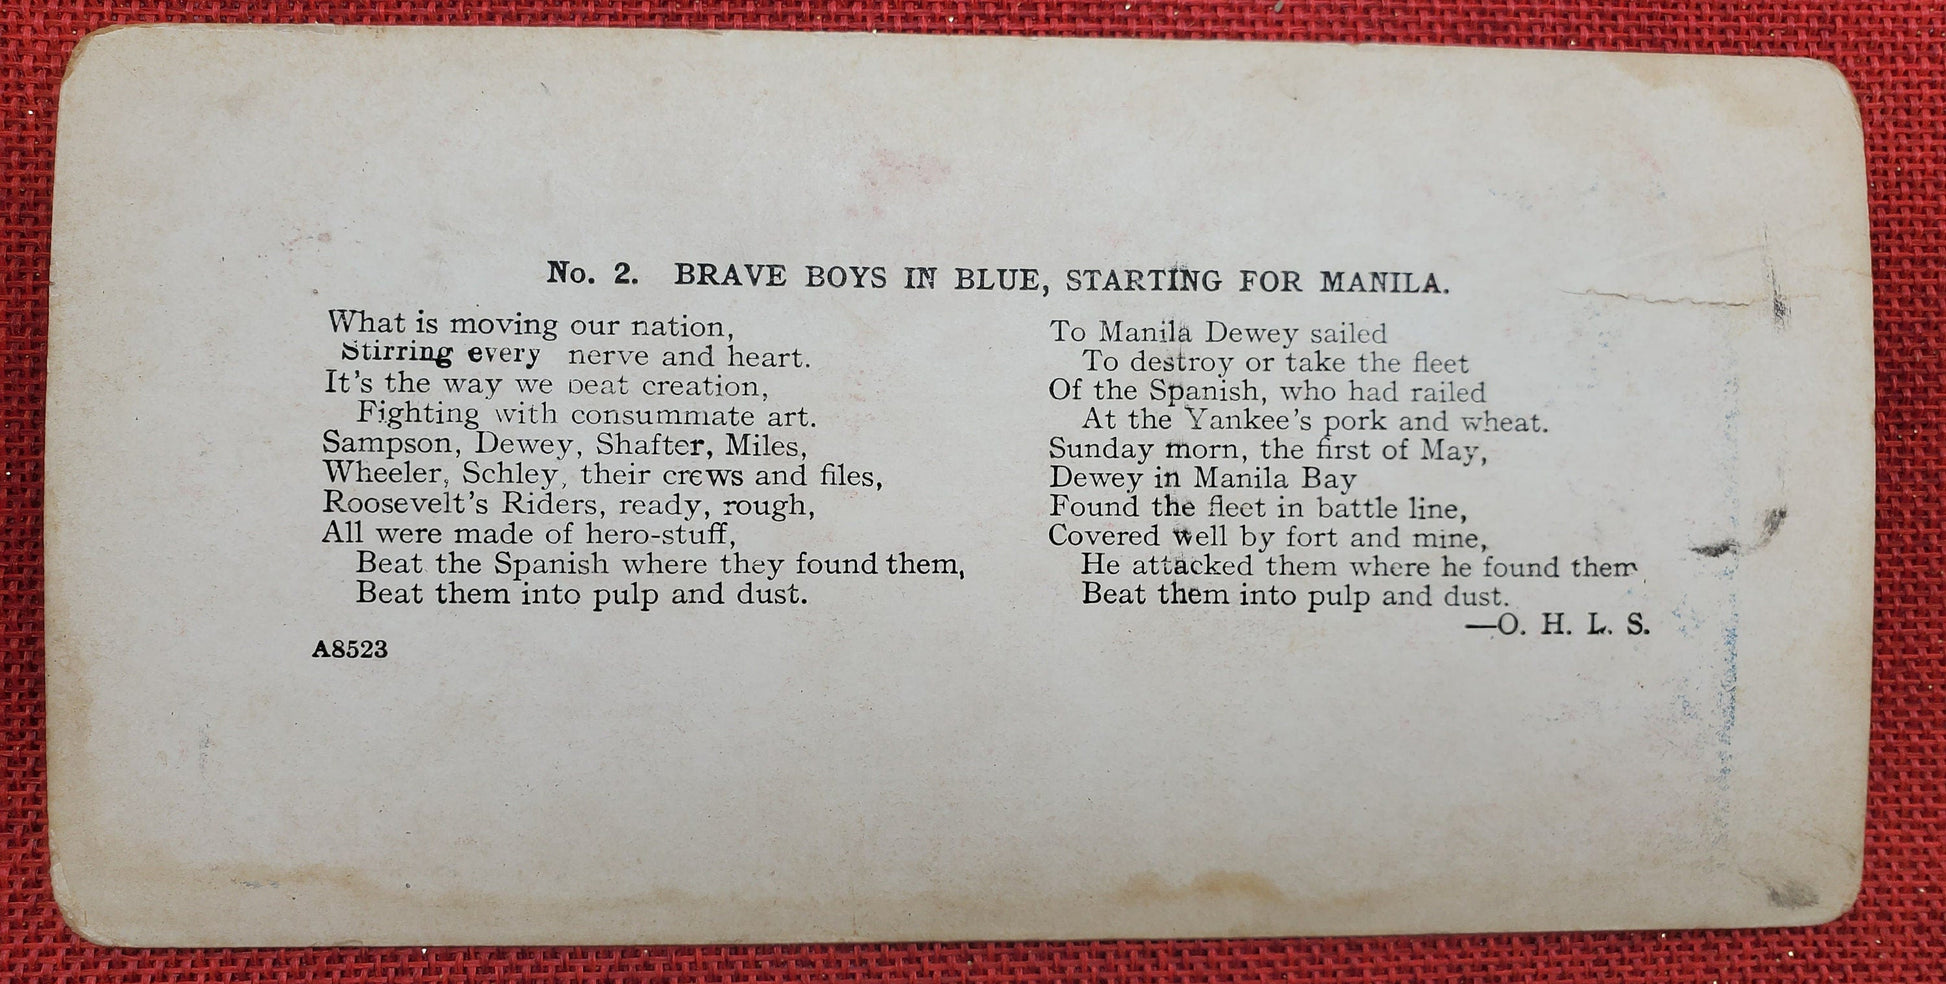 No. 2. BRAVE BOYS IN BLUE, STARTING FOR MANILA.
What is moving our nation,
Stirring every nerve and heart.
It's the way we beat creation,
Fighting with consummate art.
Sampson, Dewey, Shafter, Miles,
Wheeler, Schley, their crews and files,
Roosevelt's Riders, ready, rough,
All were made of hero-stuff,
Beat the Spanish where they found them,
Beat them into pulp and dust.
A8523
To Manila Dewey sailed
To destroy or take the fleet
Of the Spanish, who had railed
At the Yankee's pork and wheat.
Sunday morn, the first of May,
Dewey in Manila Bay
Found the fleet in battle line,
Covered well by fort and mine,
He attacked them where he found them
Beat them into pulp and dust.
—O. H. L. S.